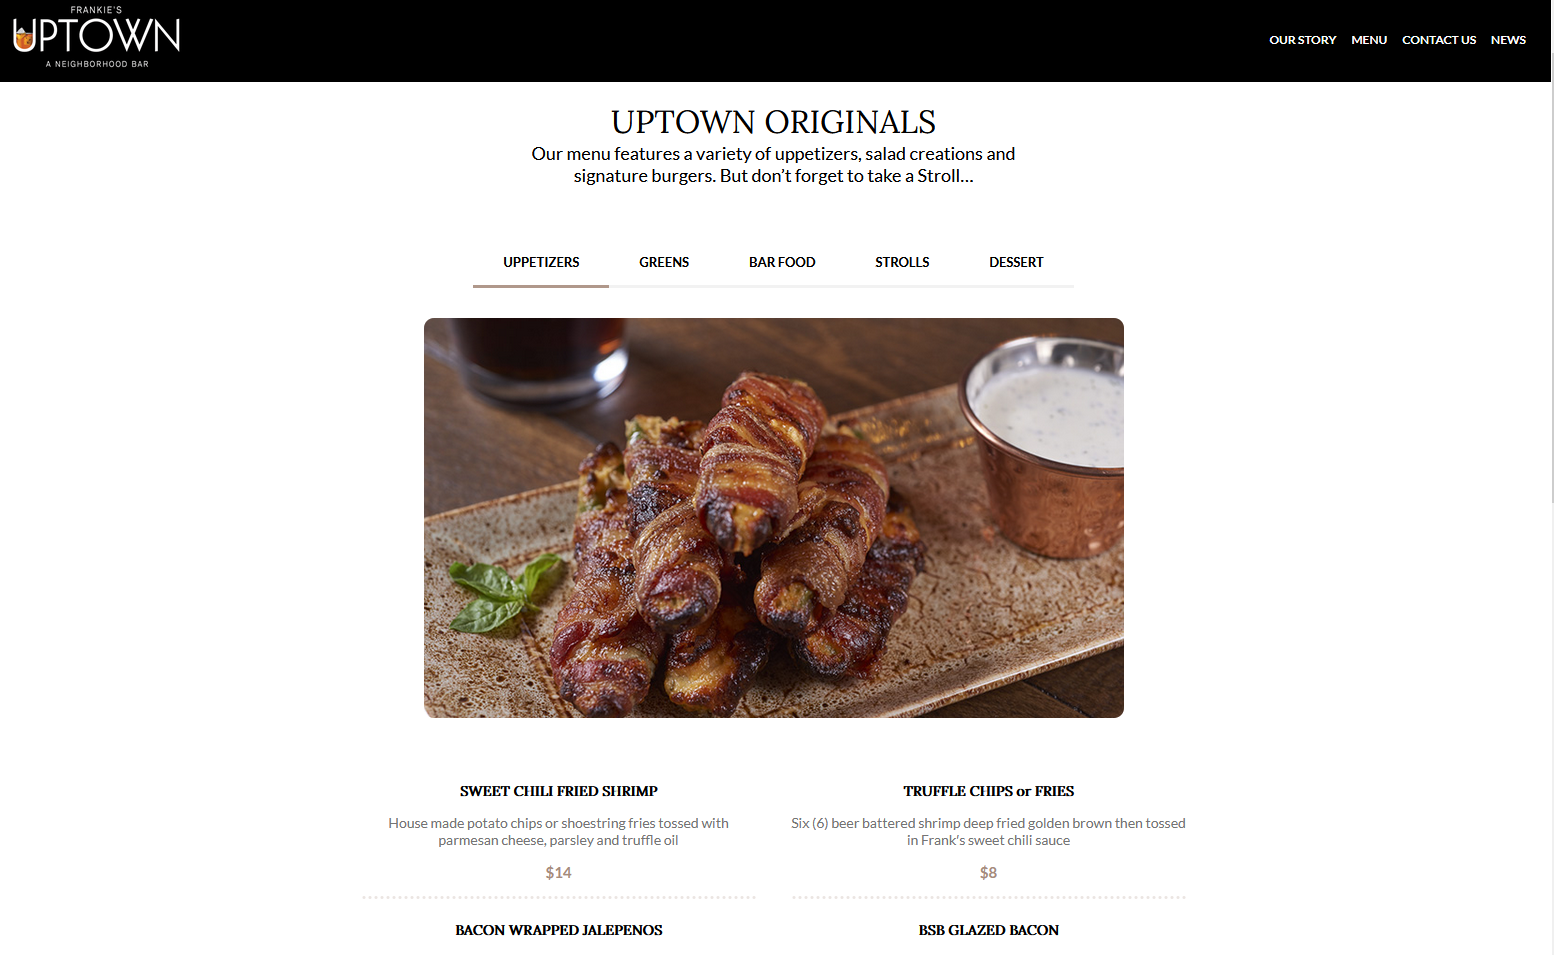 FRANKIE'S
UPTOWN
A NEIGHBORHOOD BAR
OUR STORY MENU CONTACT US NEWS
UPTOWN ORIGINALS
Our menu features a variety of uppetizers, salad creations and
signature burgers. But don’t forget to take a Stroll…
UPPETIZERS GREENS BAR FOOD STROLLS DESSERT
SWEET CHILI FRIED SHRIMP
House made potato chips or shoestring fries tossed with
parmesan cheese, parsley and truffle oil
$14
TRUFFLE CHIPS or FRIES
Six (6) beer battered shrimp deep fried golden brown then tossed
in Frank's sweet chili sauce
$8
BACON WRAPPED JALEPENOS
BSB GLAZED BACON